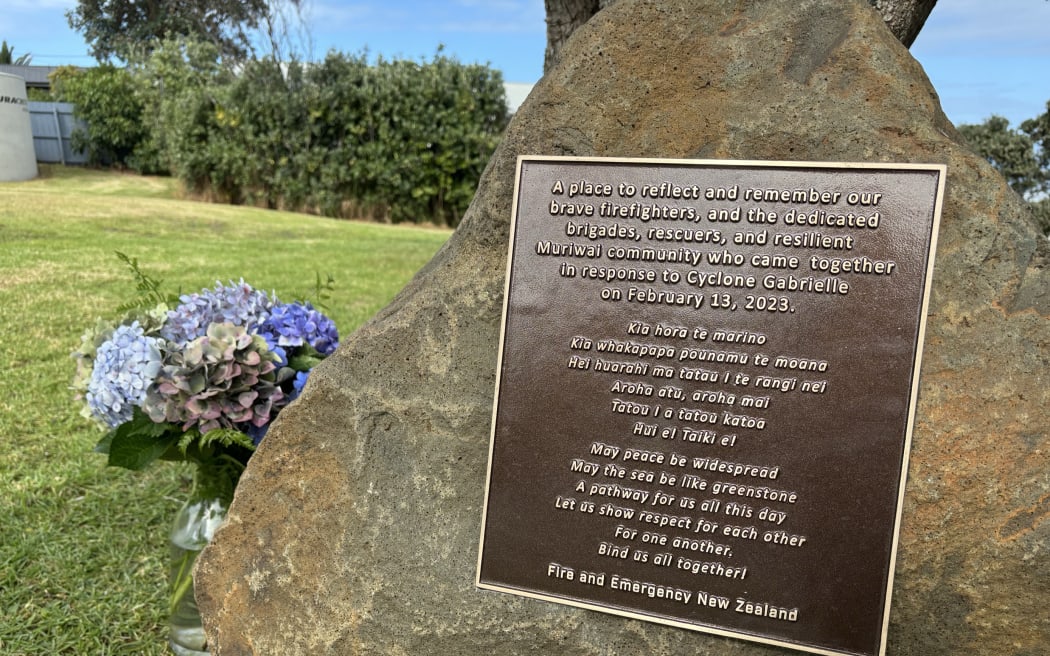 A place to reflect and remember our
brave firefighters, and the dedicated
brigades, rescuers, and resilient
Muriwai community who came together
in response to Cyclone Gabrielle
on February 13, 2023.
Kia hora te marino
Kia whakapapa pounamu te moana
Hei huarahi ma tatau I te rangi nei
Aroha atu, aroha mai
Tatou I a tatou katoa
Hui e! Taiki e!
May peace be widespread
May the sea be like greenstone
A pathway for us all this day
Let us show respect for each other
For one another.
Bind us all together!
Fire and Emergency New Zealand